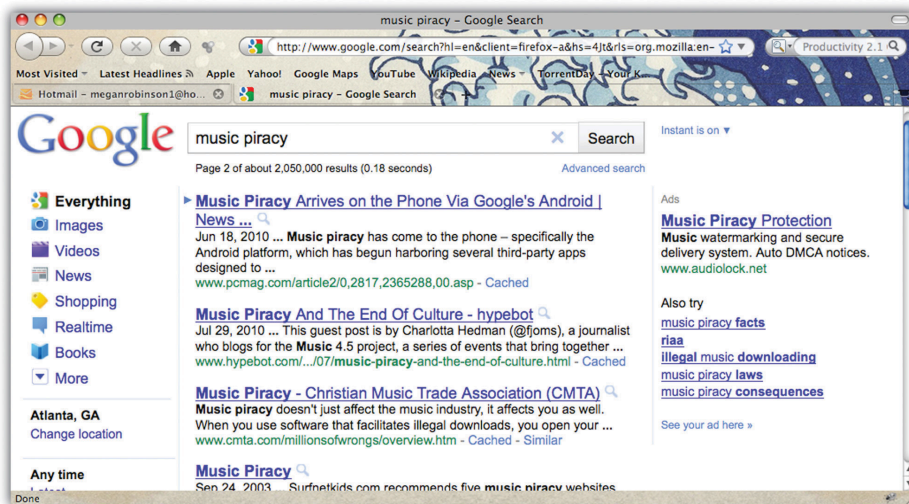 music piracy – Google Search
http://www.google.com/search?hl=en&client=firefox-a&hs=4Jt&rls=org.mozilla:en-
Productivity 2.1
Most Visited
Latest Headlines
Apple
Yahoo!
Google Maps
YouTube
Wikipedia
News
TorrentDay - Your K...
Hotmail – meganrobinson1@ho...
music piracy – Google Search
Google
music piracy
Search
Instant is on ▼
Page 2 of about 2,050,000 results (0.18 seconds)
Advanced search
Everything
Images
Videos
News
Shopping
Realtime
Books
More
Atlanta, GA
Change location
Any time
Music Piracy Arrives on the Phone Via Google's Android |
News ...
Jun 18, 2010 ... Music piracy has come to the phone – specifically the
Android platform, which has begun harboring several third-party apps
designed to ...
www.pcmag.com/article2/0,2817,2365288,00.asp - Cached
Music Piracy And The End Of Culture - hypebot
Jul 29, 2010 ... This guest post is by Charlotta Hedman (@fjoms), a journalist
who blogs for the Music 4.5 project, a series of events that bring together ...
www.hypebot.com/.../07/music-piracy-and-the-end-of-culture.html - Cached
Music Piracy - Christian Music Trade Association (CMTA)
Music piracy doesn't just affect the music industry, it affects you as well.
When you use software that facilitates illegal downloads, you open your ...
www.cmta.com/millionsofwrongs/overview.htm - Cached - Similar
Music Piracy
Sep 24, 2003 ... Surfnetkids.com recommends five music piracy websites
Ads
Music Piracy Protection
Music watermarking and secure
delivery system. Auto DMCA notices.
www.audiolock.net
Also try
music piracy facts
riaa
illegal music downloading
music piracy laws
music piracy consequences
See your ad here »
Done